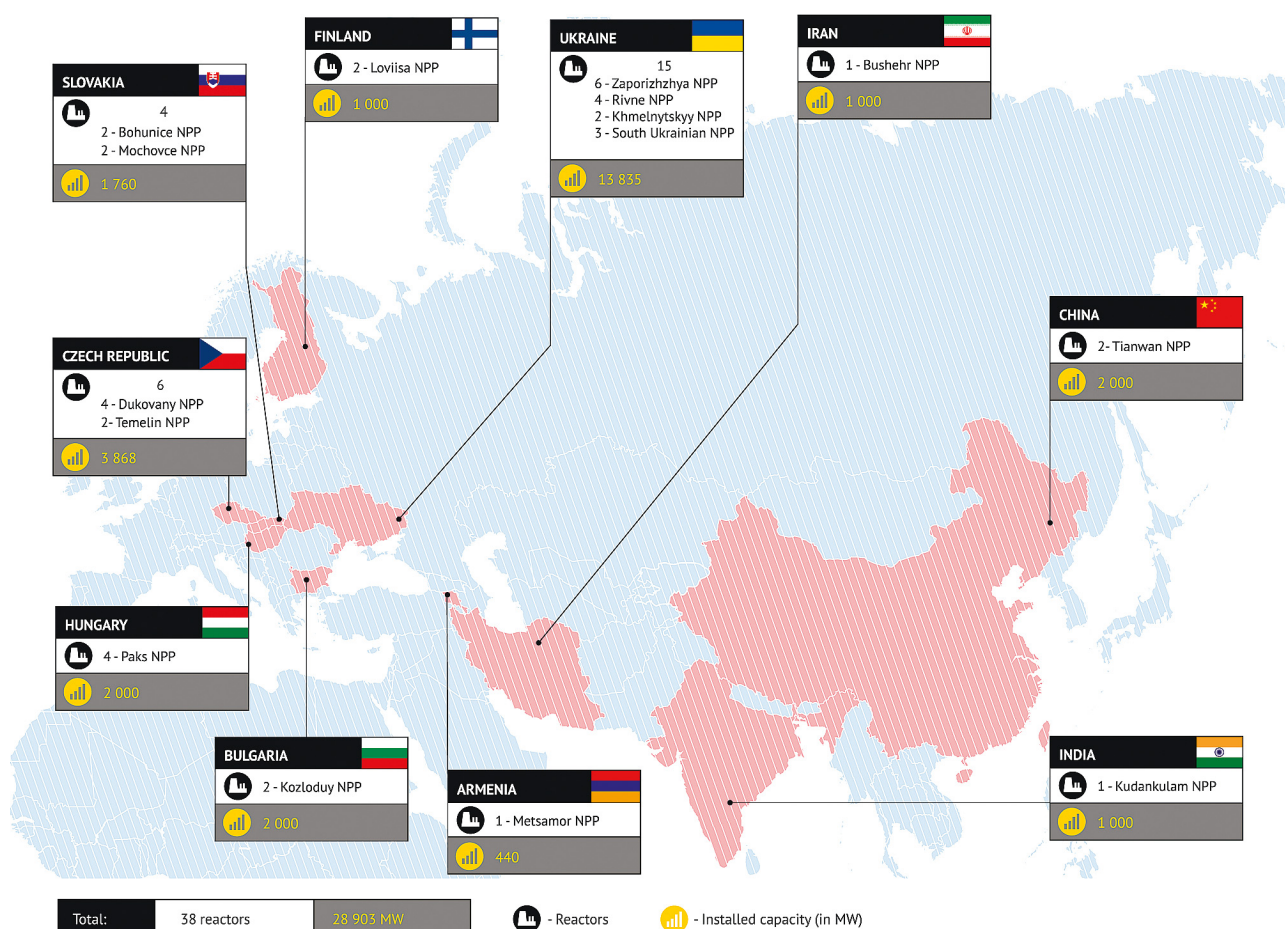 FINLAND
2 - Loviisa NPP
1 000
UKRAINE
15
6 - Zaporizhzhya NPP
4 - Rivne NPP
2 - Khmelnytskyy NPP
3 - South Ukrainian NPP
13 835
IRAN
1 - Bushehr NPP
1 000
SLOVAKIA
4
2 - Bohunice NPP
2 - Mochovce NPP
1 760
CHINA
2- Tianwan NPP
2 000
CZECH REPUBLIC
6
4 - Dukovany NPP
2- Temelin NPP
3 868
HUNGARY
4 - Paks NPP
2 000
BULGARIA
2 - Kozloduy NPP
2 000
ARMENIA
1 - Metsamor NPP
440
INDIA
1 - Kudankulam NPP
1 000
Total: 38 reactors 28 903 MW - Reactors - Installed capacity (in MW)